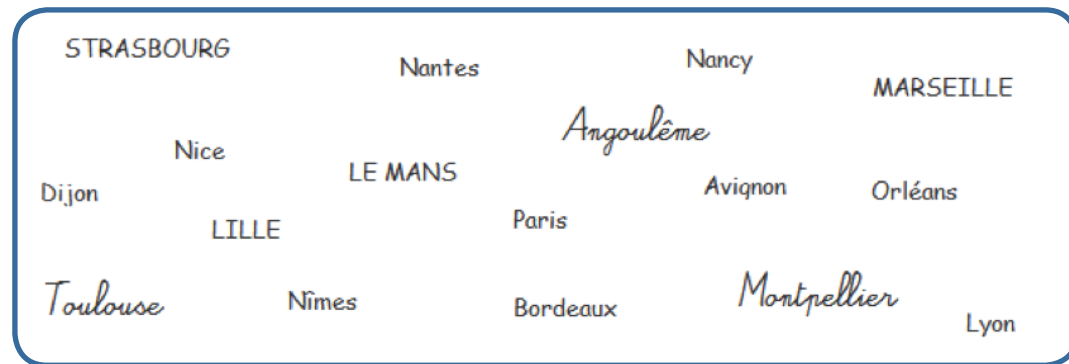 STRASBOURG
Nantes
Nancy
MARSEILLE
Angoulême
Nice
LE MANS
Dijon
Avignon
Orléans
LILLE
Paris
Toulouse
Nîmes
Bordeaux
Montpellier
Lyon